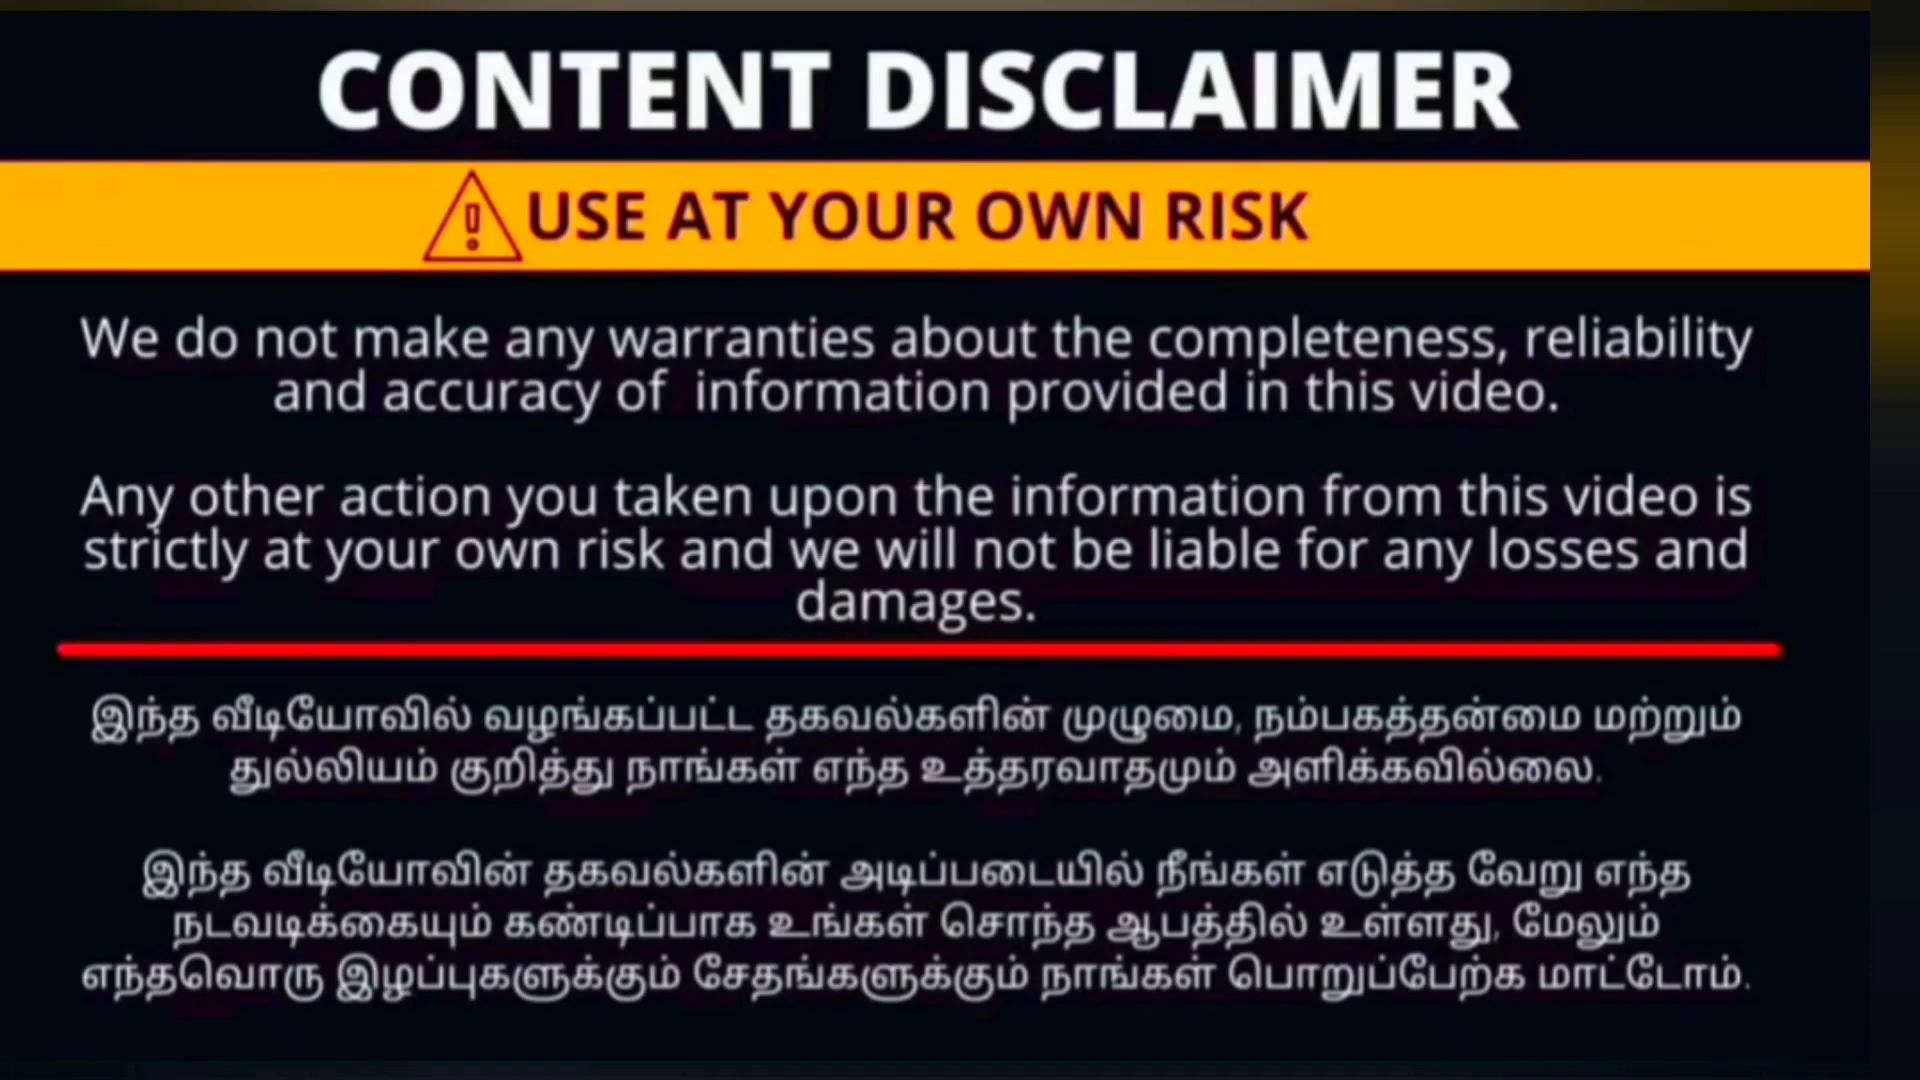 CONTENT DISCLAIMER
USE AT YOUR OWN RISK
We do not make any warranties about the completeness, reliability
and accuracy of information provided in this video.
Any other action you taken upon the information from this video is
strictly at your own risk and we will not be liable for any losses and
damages.
இந்த வீடியோவில் வழங்கப்பட்ட தகவல்களின் முழுமை, நம்பகத்தன்மை மற்றும்
துல்லியம் குறித்து நாங்கள் எந்த உத்தரவாதமும் அளிக்கவில்லை.
இந்த வீடியோவின் தகவல்களின் அடிப்படையில் நீங்கள் எடுத்த வேறு எந்த
நடவடிக்கையும் கண்டிப்பாக உங்கள் சொந்த ஆபத்தில் உள்ளது, மேலும்
எந்தவொரு இழப்புகளுக்கும் சேதங்களுக்கும் நாங்கள் பொறுப்பேற்க மாட்டோம்.